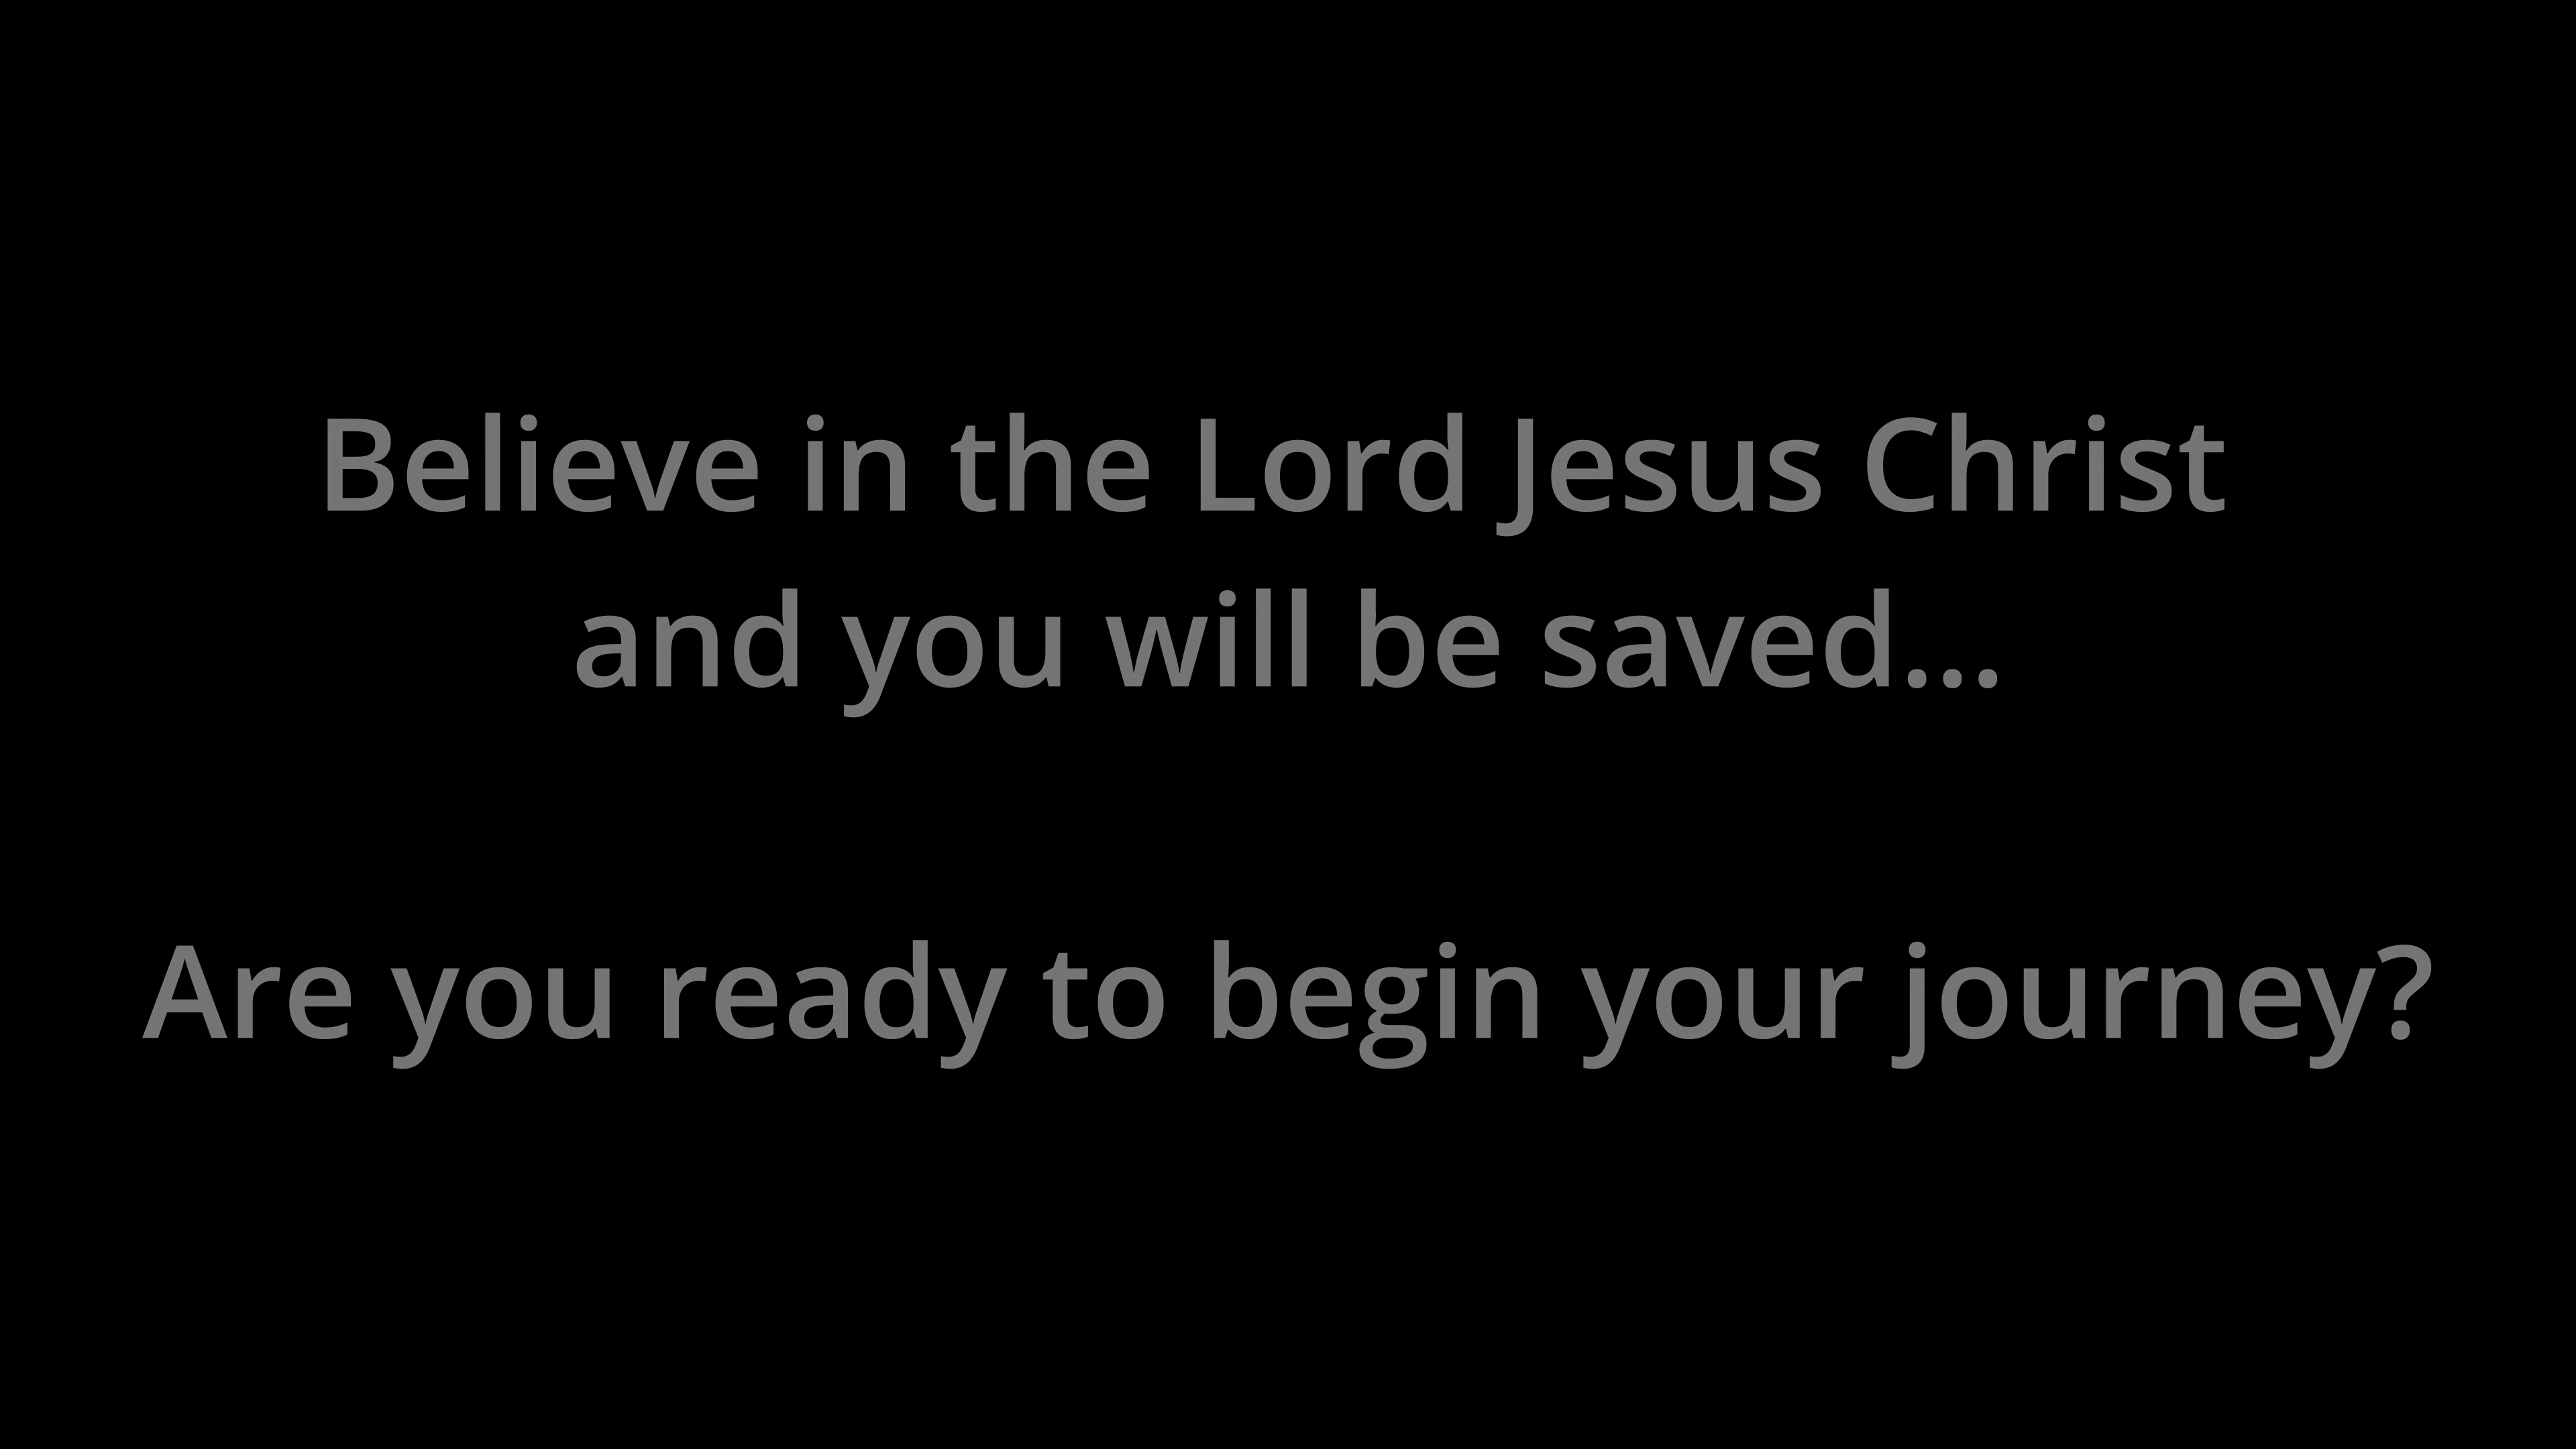 Believe in the Lord Jesus Christ
and you will be saved...
Are you ready to begin your journey?